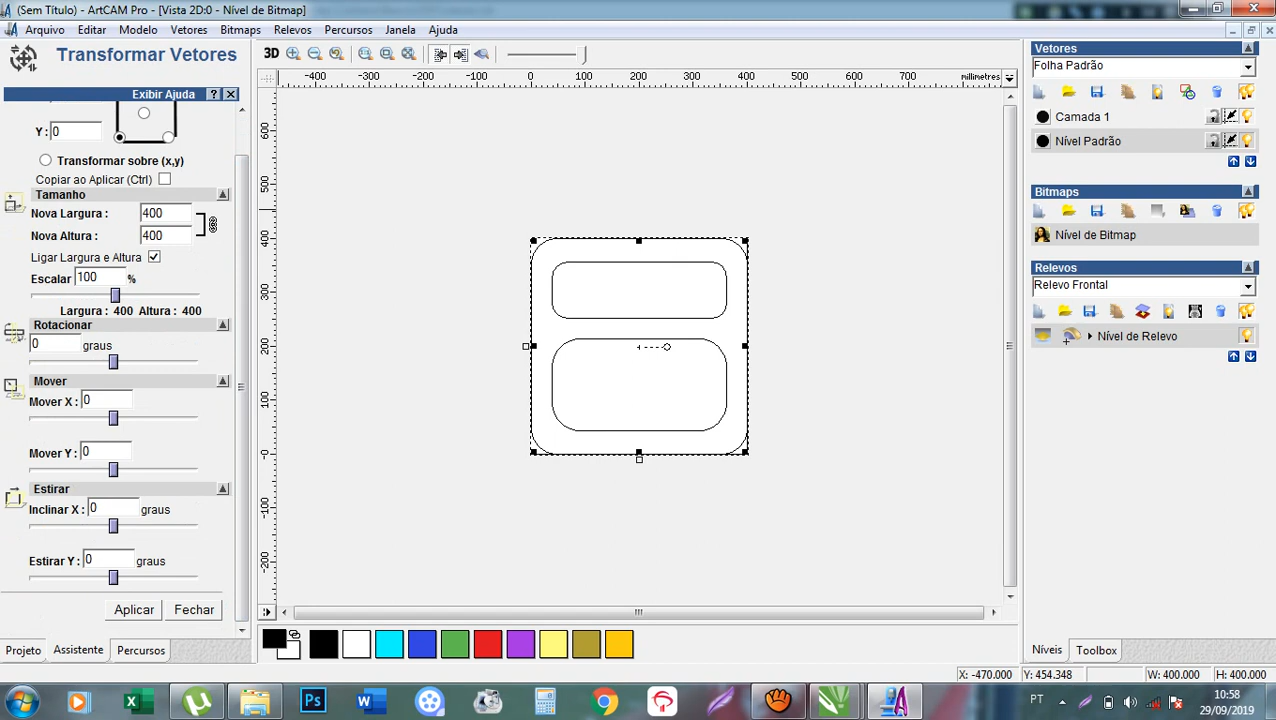 (Sem Título) - ArtCAM Pro - [Vista 2D:0 - Nível de Bitmap]
Arquivo Editar Modelo Vetores Bitmaps Relevos Percursos Janela Ajuda
Transformar Vetores
Exibir Ajuda ?
Y : 0
Transformar sobre (x,y)
Copiar ao Aplicar (Ctrl)
Tamanho
Nova Largura : 400
Nova Altura : 400
Ligar Largura e Altura
Escalar 100 %
Largura : 400 Altura : 400
Rotacionar
0 graus
Mover
Mover X : 0
Mover Y : 0
Estirar
Inclinar X : 0 graus
Estirar Y : 0 graus
Aplicar Fechar
Projeto Assistente Percursos
3D
-400 -300 -200 -100 0 100 200 300 400 500 600 700 milímetres
600
500
400
300
200
100
-0
-100
-200
Vetores
Folha Padrão
Camada 1
Nível Padrão
Bitmaps
Nível de Bitmap
Relevos
Relevo Frontal
Nível de Relevo
Níveis Toolbox
X: -470.000 Y: 454.348 W: 400.000 H: 400.000
Ps PT 10:58
29/09/2019